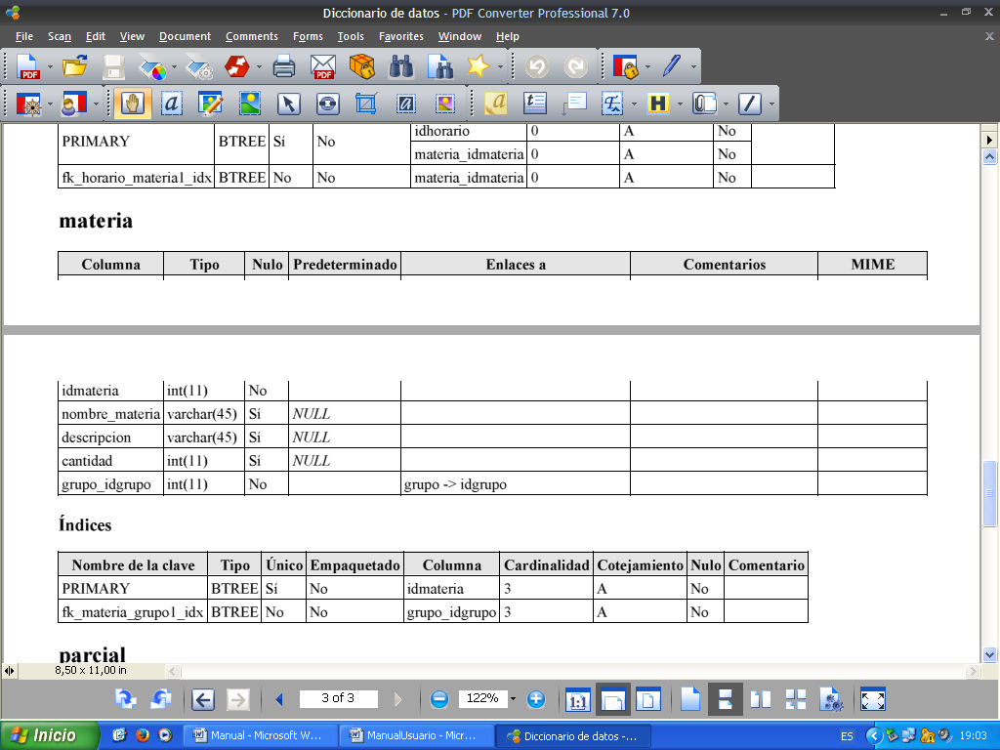 Diccionario de datos - PDF Converter Professional 7.0
File Scan Edit View Document Comments Forms Tools Favorites Window Help
PRIMARY BTREE Sí No idhorario 0 A No
materia_idmateria 0 A No
fk_horario_materia1_idx BTREE No No materia_idmateria 0 A No
materia
Columna Tipo Nulo Predeterminado Enlaces a Comentarios MIME
idmateria int(11) No
nombre_materia varchar(45) Sí NULL
descripcion varchar(45) Sí NULL
cantidad int(11) Sí NULL
grupo_idgrupo int(11) No grupo -> idgrupo
Índices
Nombre de la clave Tipo Único Empaquetado Columna Cardinalidad Cotejamiento Nulo Comentario
PRIMARY BTREE Sí No idmateria 3 A No
fk_materia_grupo1_idx BTREE No No grupo_idgrupo 3 A No
parcial
8,50 x 11,00 in
3 of 3 122% 1:1
Inicio Manual - Microsoft W... ManualUsuario - Micr... Diccionario de datos -... ES 19:03